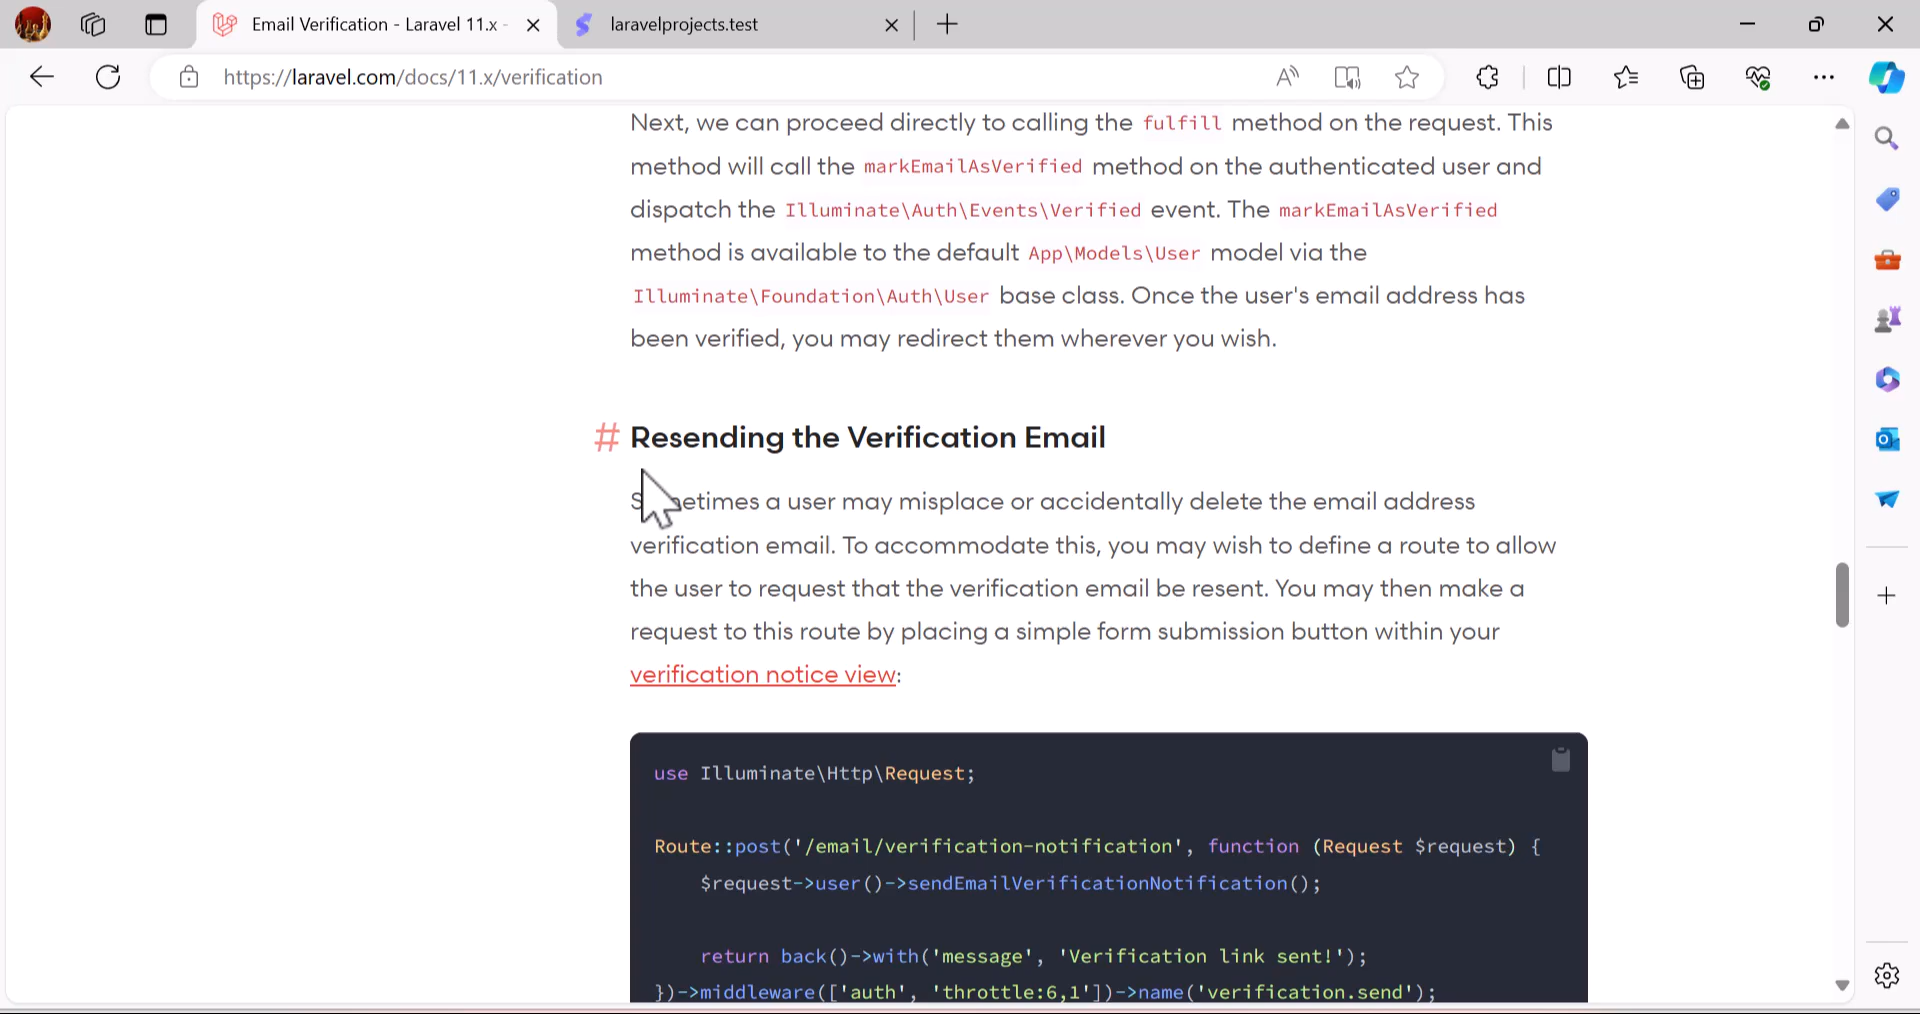 Email Verification - Laravel 11.x -
laravelprojects.test
https://laravel.com/docs/11.x/verification
Next, we can proceed directly to calling the fulfill method on the request. This
method will call the markEmailAsVerified method on the authenticated user and
dispatch the Illuminate\Auth\Events\Verified event. The markEmailAsVerified
method is available to the default App\Models\User model via the
Illuminate\Foundation\Auth\User base class. Once the user's email address has
been verified, you may redirect them wherever you wish.
# Resending the Verification Email
Sometimes a user may misplace or accidentally delete the email address
verification email. To accommodate this, you may wish to define a route to allow
the user to request that the verification email be resent. You may then make a
request to this route by placing a simple form submission button within your
verification notice view:
use Illuminate\Http\Request;
Route::post('/email/verification-notification', function (Request $request) {
$request->user()->sendEmailVerificationNotification();
return back()->with('message', 'Verification link sent!');
})->middleware(['auth', 'throttle:6,1'])->name('verification.send');